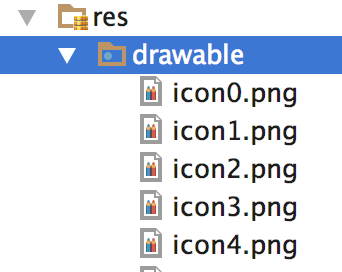 res
drawable
icon0.png
icon1.png
icon2.png
icon3.png
icon4.png